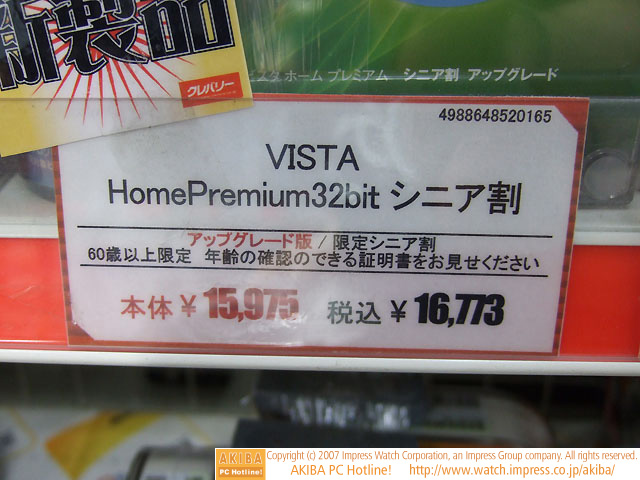 新製品
クレバリー
スタ ホーム プレミアム シニア割 アップグレード
4988648520165
VISTA
HomePremium32bit シニア割
アップグレード版 / 限定シニア割
60歳以上限定 年齢の確認のできる証明書をお見せください
本体 ¥ 15,975 税込 ¥ 16,773
AKIBA
PC Hotline!
Copyright (c) 2007 Impress Watch Corporation, an Impress Group company. All rights reserved.
AKIBA PC Hotline! http://www.watch.impress.co.jp/akiba/